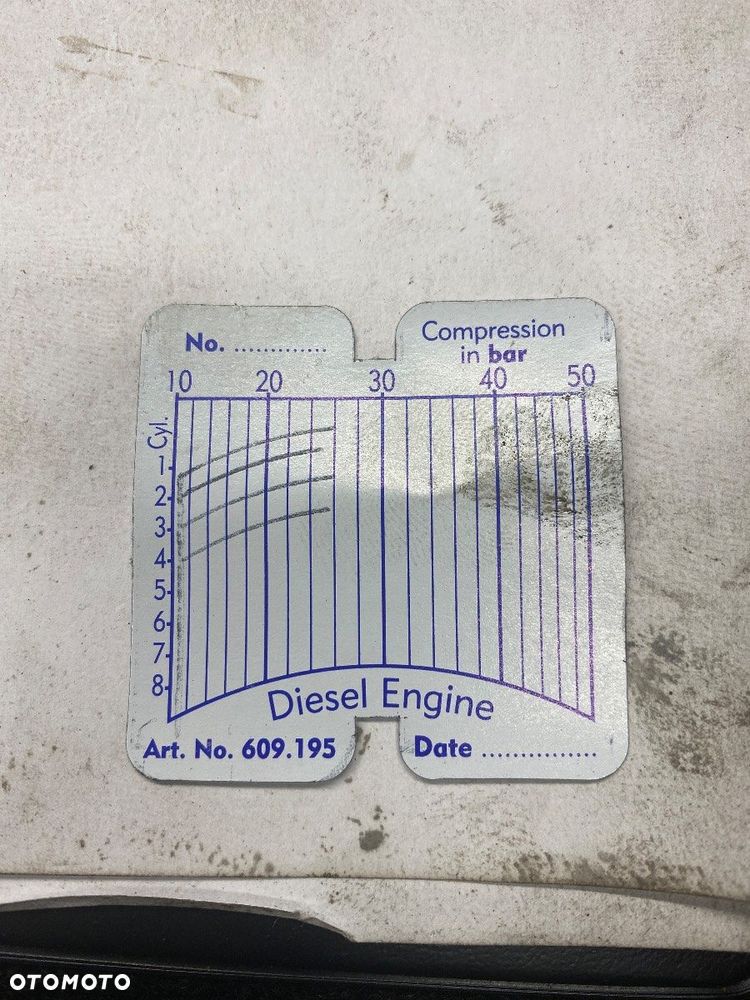 No. .............
Compression
in bar
10 20 30 40 50
Cyl.
1
2
3
4
5
6
7
8
Diesel Engine
Art. No. 609.195
Date ...............
OTOMOTO